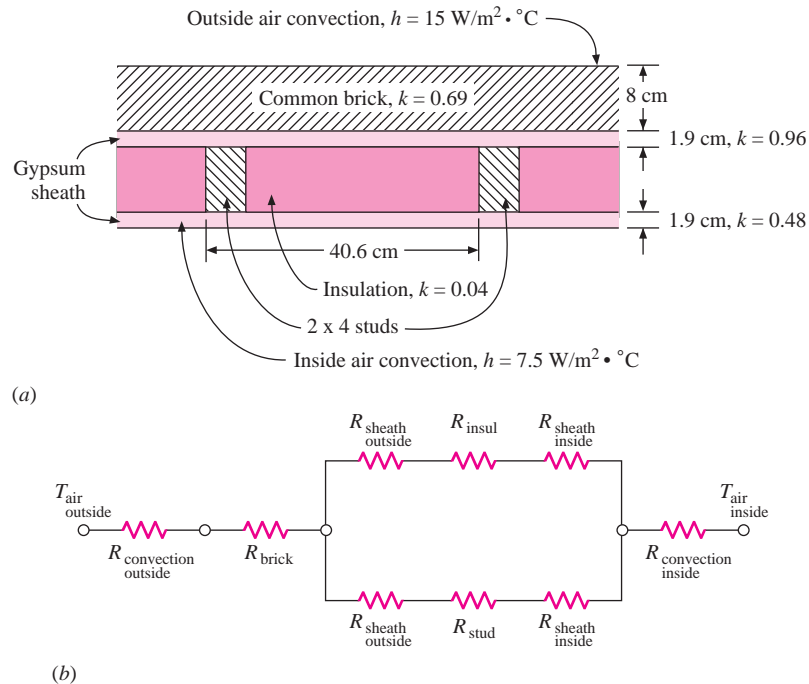 Outside air convection, h = 15 W/m² • °C
Common brick, k = 0.69
8 cm
1.9 cm, k = 0.96
Gypsum
sheath
1.9 cm, k = 0.48
40.6 cm
Insulation, k = 0.04
2 x 4 studs
Inside air convection, h = 7.5 W/m² • °C
(a)
R sheath outside
R insul
R sheath inside
T air outside
T air inside
R convection outside
R brick
R convection inside
R sheath outside
R stud
R sheath inside
(b)